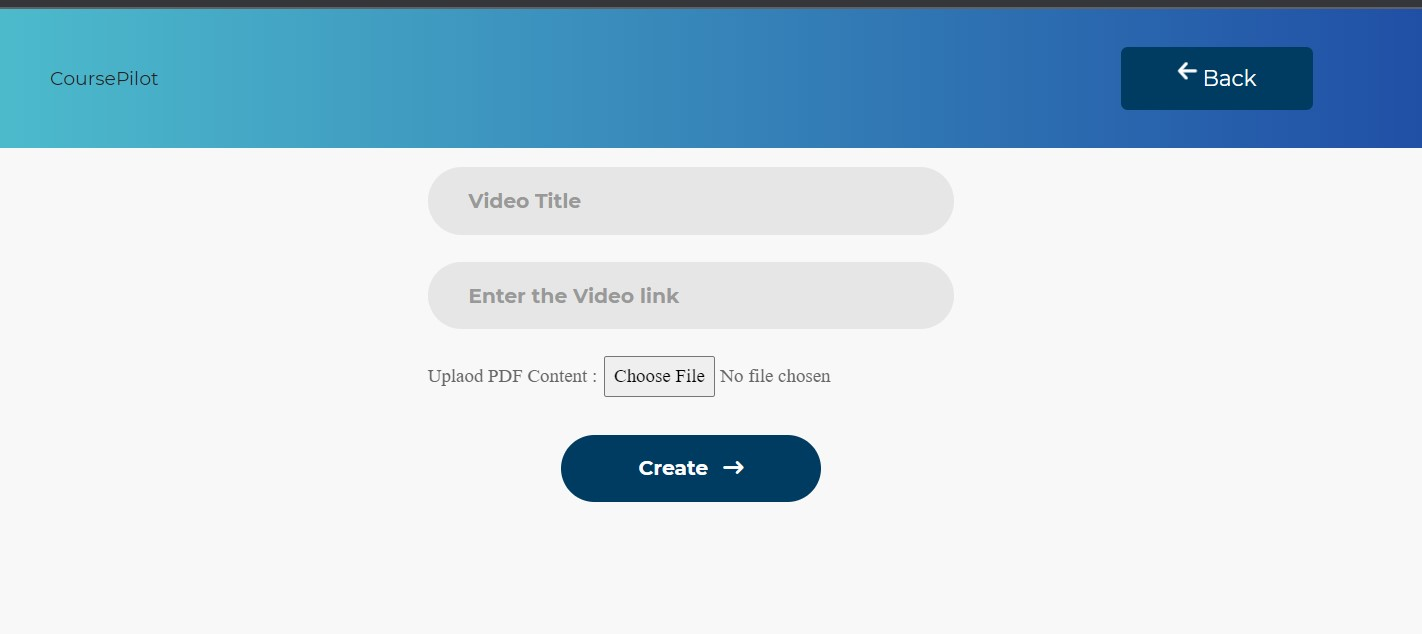 CoursePilot
Back
Video Title
Enter the Video link
Uplaod PDF Content : Choose File No file chosen
Create